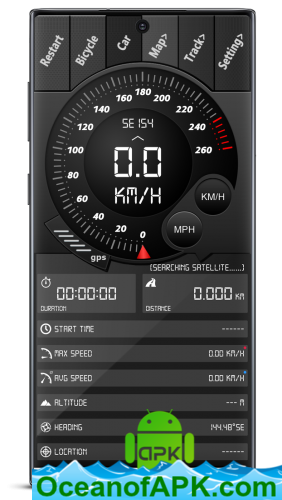 Restart
Bicycle
Car
Map>
Track>
Setting>
160 180 200
140 220
120 240
100 260
80
60
40
20
0
SE 154
0.0
KM/H
KM/H
MPH
gps
(SEARCHING SATELLITE......)
00:00:00
DURATION
0.000 KM
DISTANCE
START TIME ------
MAX SPEED 0.00 KM/H
AVG SPEED 0.00 KM/H
ALTITUDE --- M
HEADING 144.48°SE
LOCATION ------
apk
OceanofAPK.com